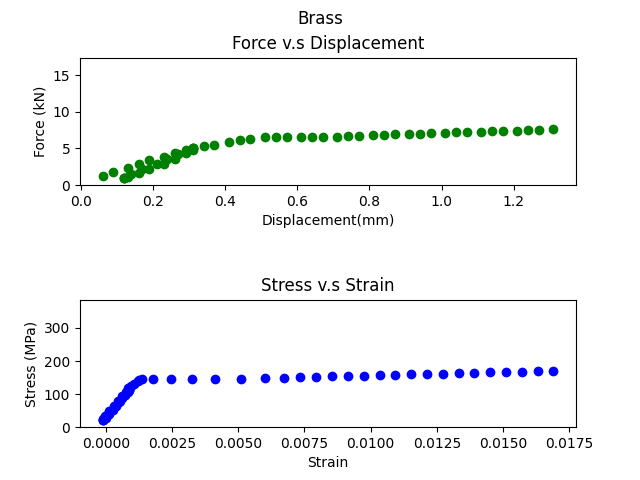 Brass
Force v.s Displacement
15
10
5
0
Force (kN)
0.0 0.2 0.4 0.6 0.8 1.0 1.2
Displacement(mm)
Stress v.s Strain
300
200
100
0
Stress (MPa)
0.0000 0.0025 0.0050 0.0075 0.0100 0.0125 0.0150 0.0175
Strain